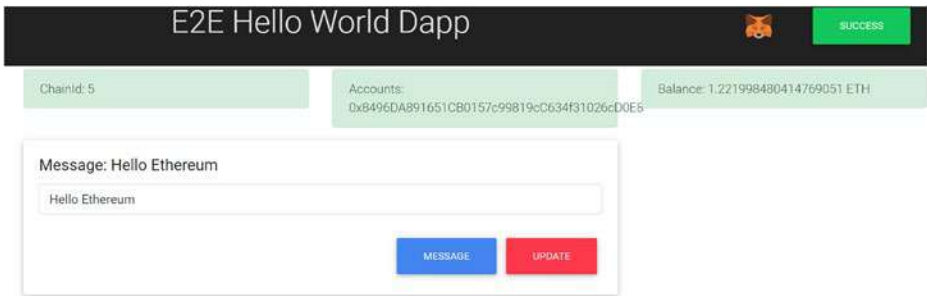 E2E Hello World Dapp
SUCCESS
ChainId: 5
Accounts:
0x8496DA891651CB0157c99819cC634f31026cD0E8
Balance: 1.221998480414769051 ETH
Message: Hello Ethereum
Hello Ethereum
MESSAGE
UPDATE